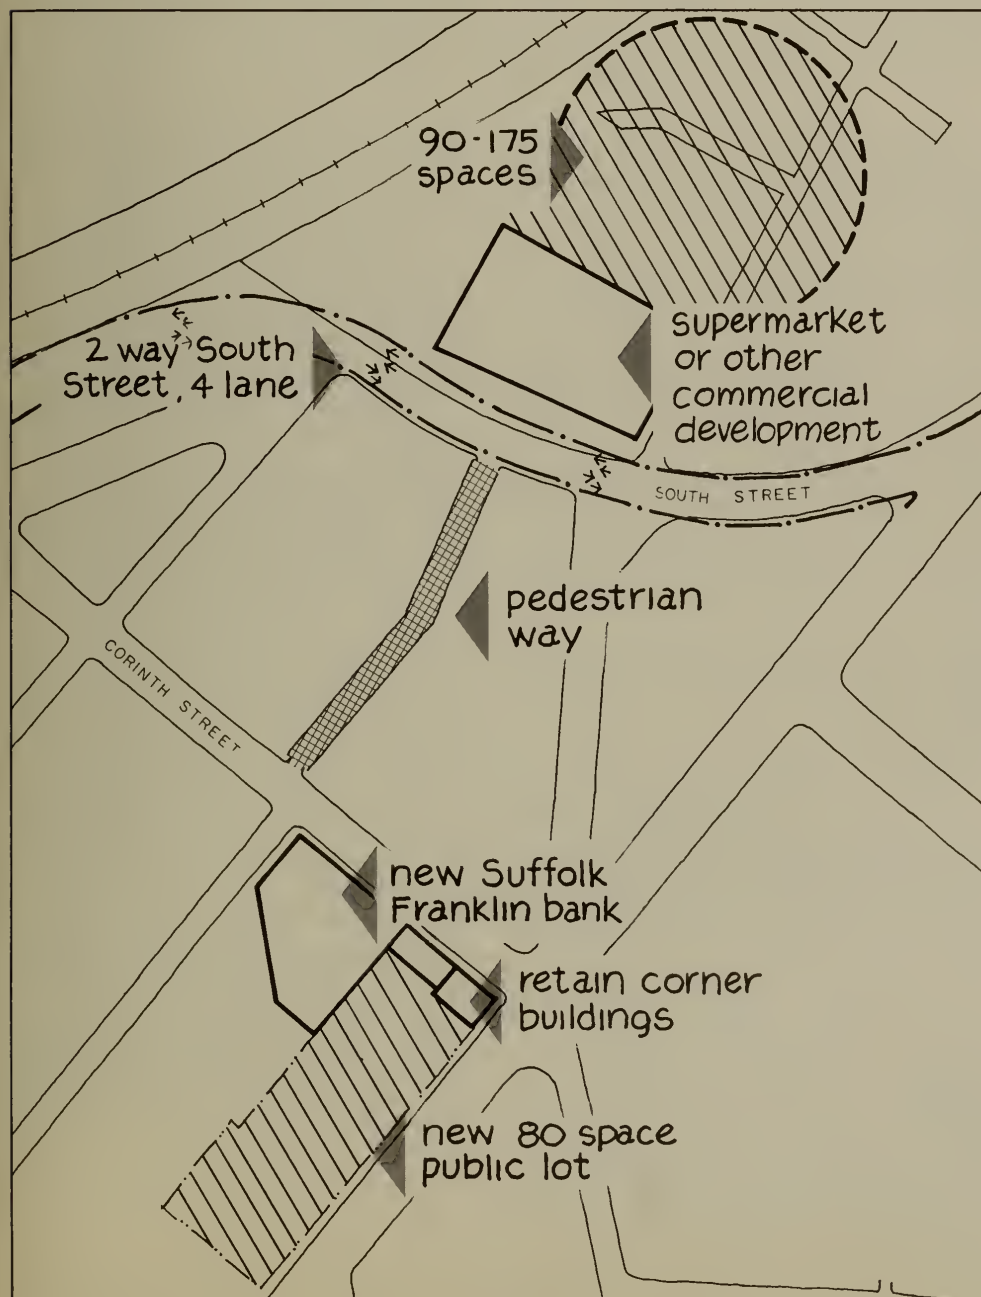 90-175
spaces
supermarket
or other
commercial
development
2 way South
Street, 4 lane
SOUTH STREET
pedestrian
way
CORINTH STREET
new Suffolk
Franklin bank
retain corner
buildings
new 80 space
public lot